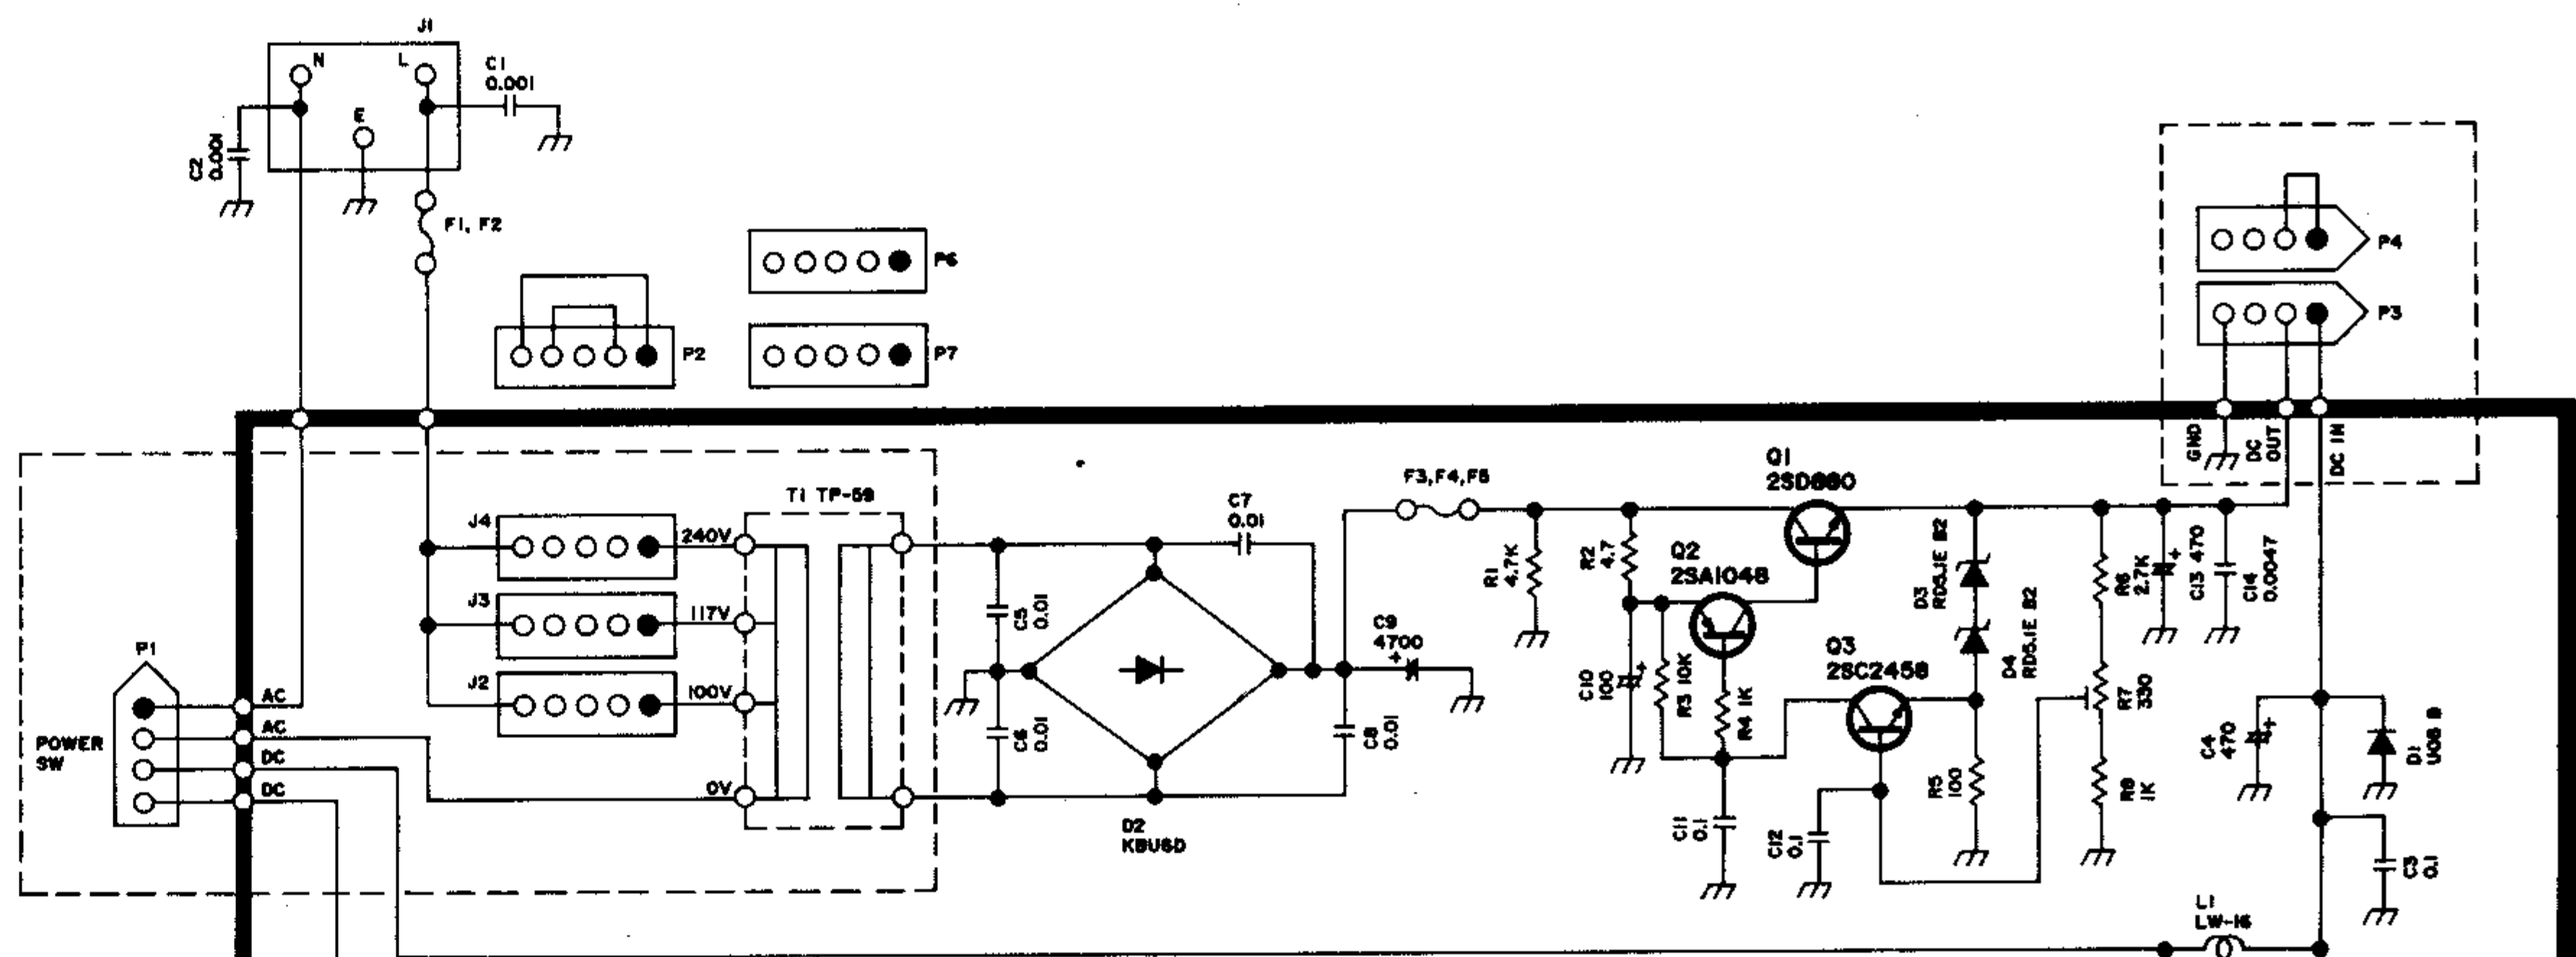 J1
N
L
E
C1
0.001
C2
0.001
F1, F2
P6
P2
P7
P4
P3
GND
DC
OUT
DC IN
T1 TP-59
J4
240V
J3
117V
J2
100V
0V
P1
POWER
SW
AC
AC
DC
DC
C7
0.01
C5
0.01
C6
0.01
D2
KBU6D
C9
4700
+
C8
0.01
F3,F4,F5
R1
4.7K
R2
4.7
Q1
2SD880
Q2
2SA1048
C10
100
+
R3 10K
R4 1K
C11
0.1
Q3
2SC2458
C12
0.1
D3
RD5.1E B2
D4
RD5.1E B2
R5
100
R6
2.7K
R7
330
R8
1K
C13 470
+
C14
0.0047
C4
470
+
D1
U06 B
C3
0.1
L1
LW-16